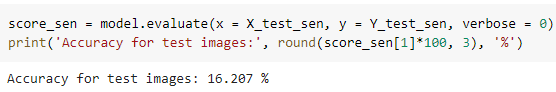 score_sen = model.evaluate(x = X_test_sen, y = Y_test_sen, verbose = 0)
print('Accuracy for test images:', round(score_sen[1]*100, 3), '%')
Accuracy for test images: 16.207 %